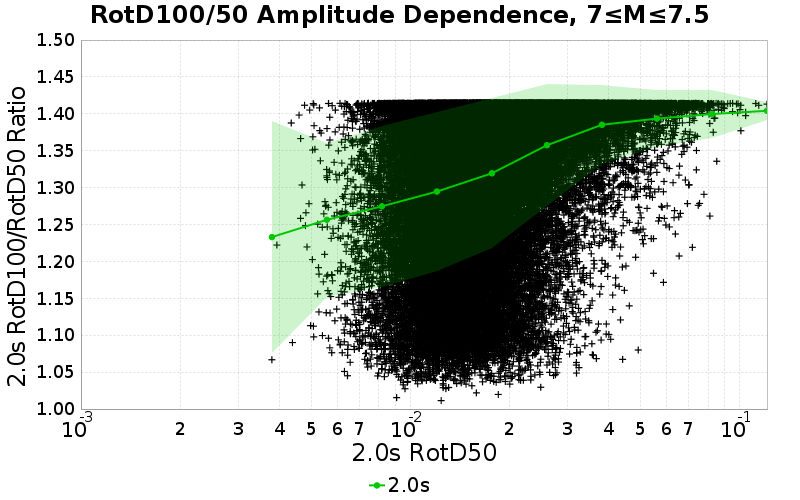 RotD100/50 Amplitude Dependence, 7≤M≤7.5
2.0s RotD100/RotD50 Ratio
1.50
1.45
1.40
1.35
1.30
1.25
1.20
1.15
1.10
1.05
1.00
10^-3 2 3 4 5 6 7 10^-2 2 3 4 5 6 7 10^-1
2.0s RotD50
2.0s